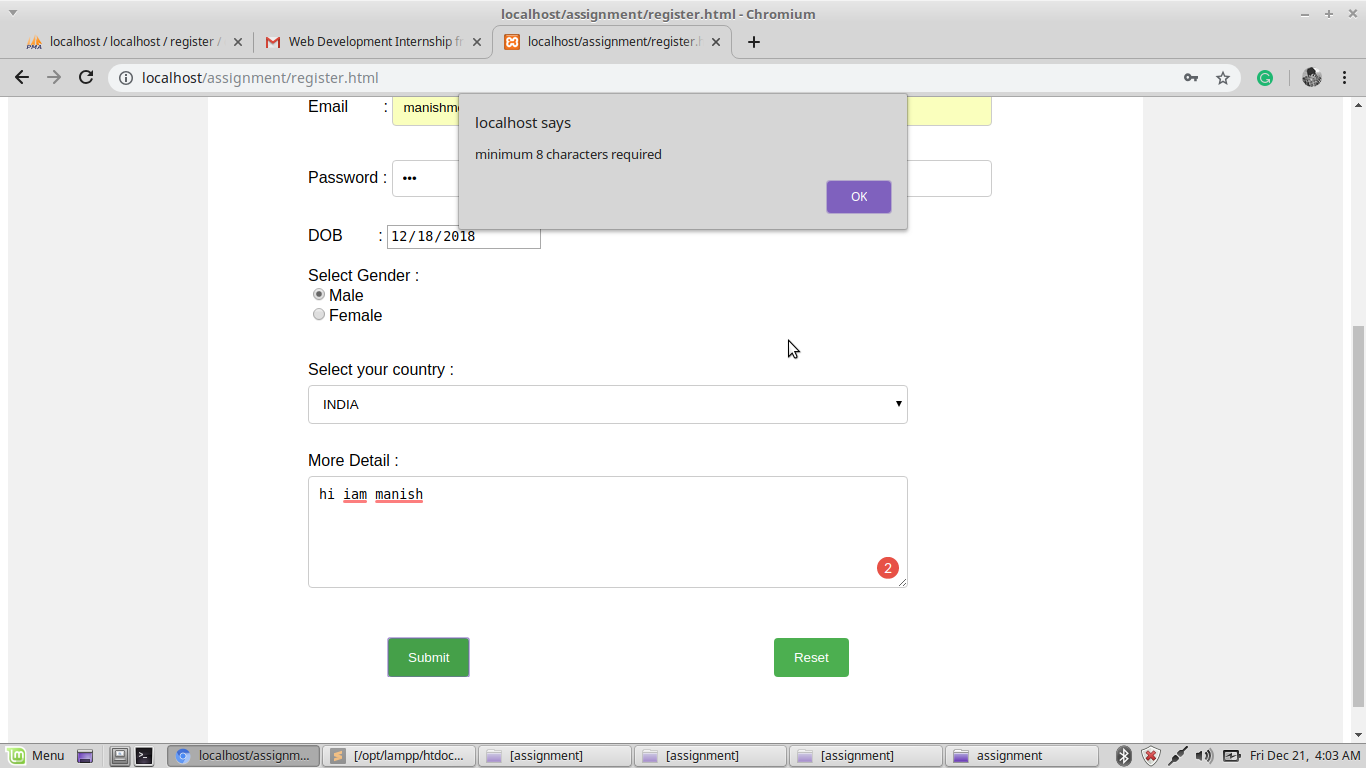 localhost/assignment/register.html - Chromium
localhost / localhost / register /
Web Development Internship f
localhost/assignment/register.h
localhost/assignment/register.html
Email :
manishm
localhost says
minimum 8 characters required
OK
Password : •••
DOB : 12/18/2018
Select Gender :
Male
Female
Select your country :
INDIA
More Detail :
hi iam manish
2
Submit
Reset
Menu
localhost/assignm...
[/opt/lampp/htdoc...
[assignment]
[assignment]
[assignment]
assignment
Fri Dec 21, 4:03 AM